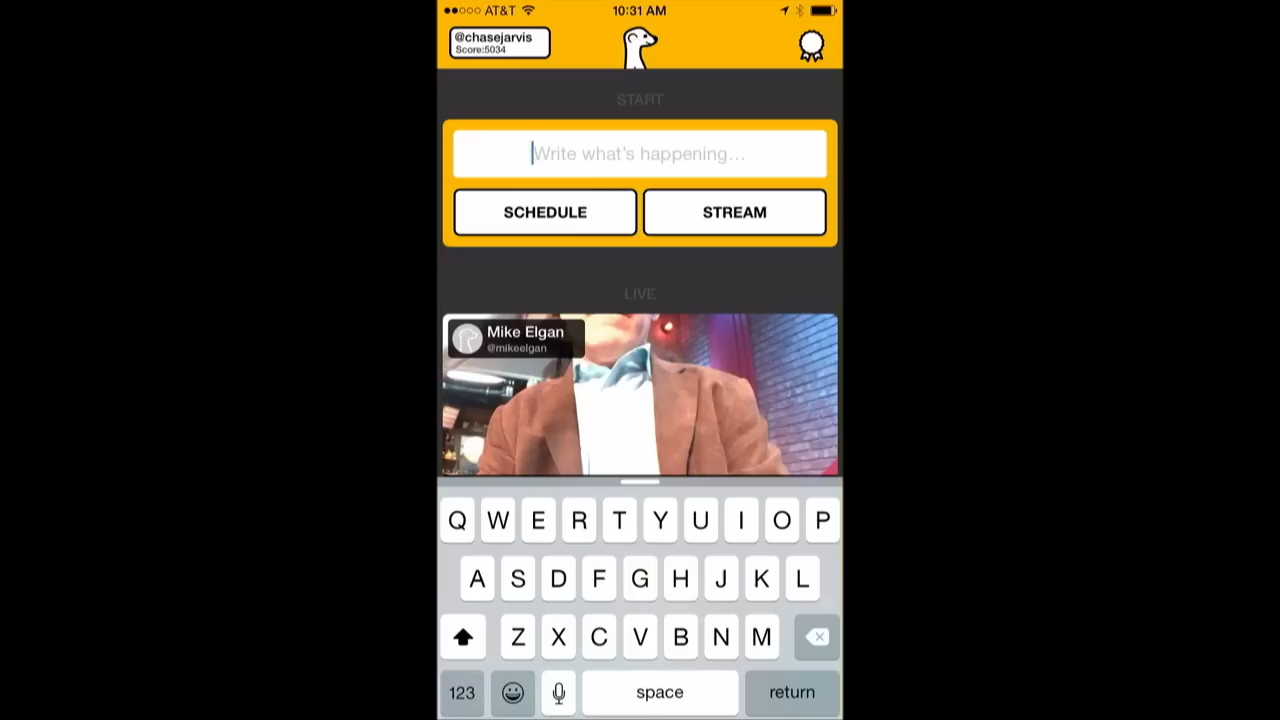 AT&T 10:31 AM
@chasejarvis
Score:5034
START
Write what's happening...
SCHEDULE STREAM
LIVE
Mike Elgan
@mikeelgan
Q W E R T Y U I O P
A S D F G H J K L
Z X C V B N M
123 space return